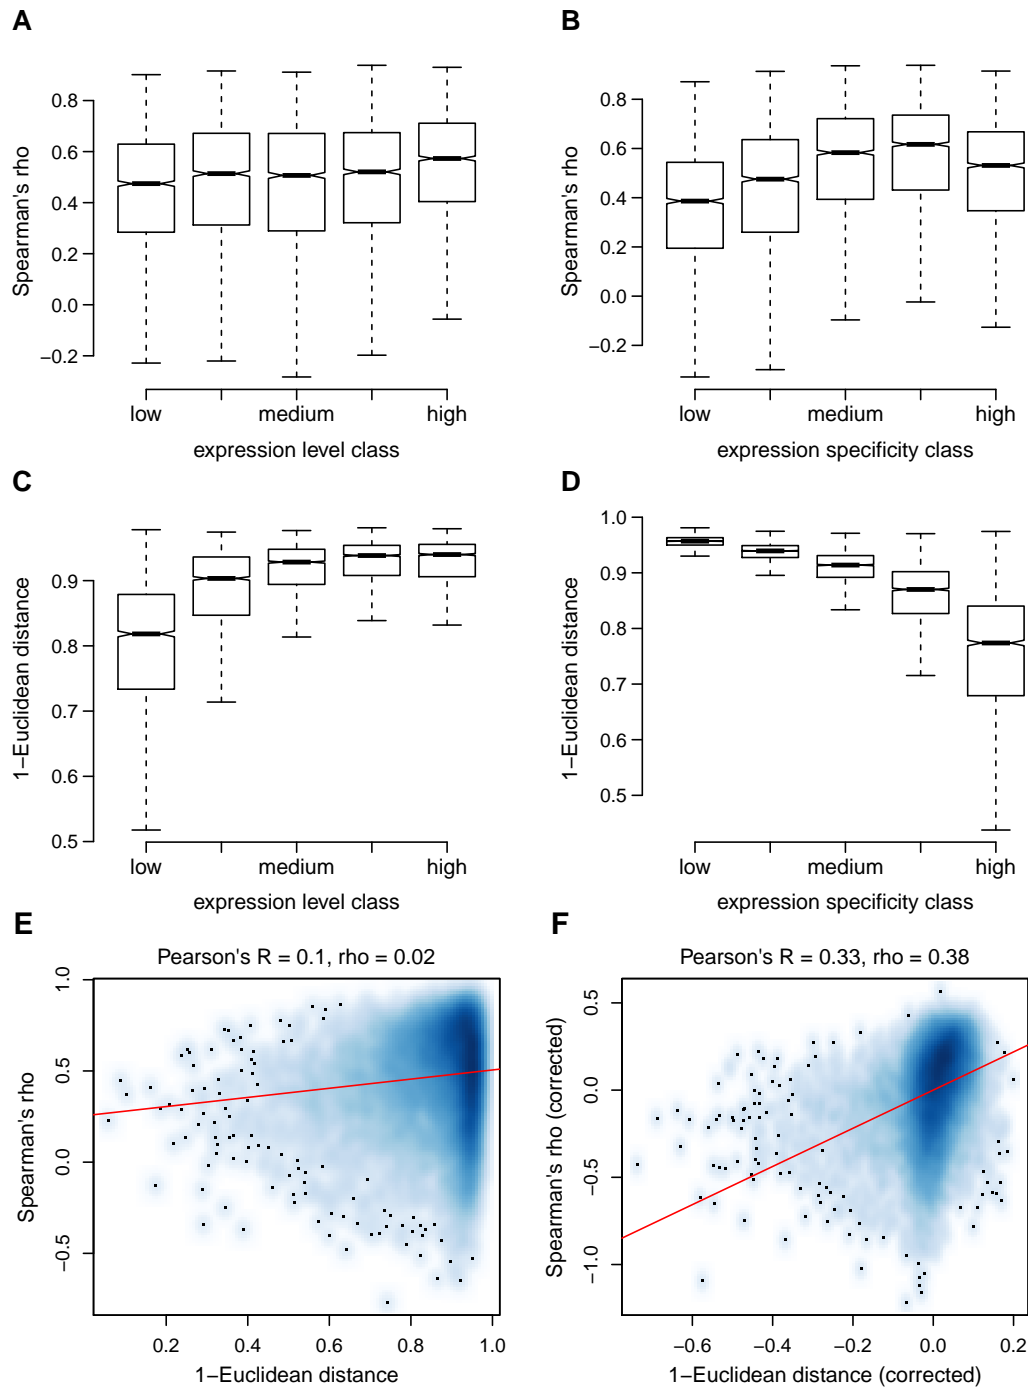 A
Spearman's rho
0.8
0.6
0.4
0.2
0.0
−0.2
low medium high
expression level class
B
Spearman's rho
0.8
0.6
0.4
0.2
0.0
−0.2
low medium high
expression specificity class
C
1−Euclidean distance
0.9
0.8
0.7
0.6
0.5
low medium high
expression level class
D
1−Euclidean distance
1.0
0.9
0.8
0.7
0.6
0.5
low medium high
expression specificity class
E
Pearson's R = 0.1, rho = 0.02
Spearman's rho
1.0
0.5
0.0
−0.5
0.2 0.4 0.6 0.8 1.0
1−Euclidean distance
F
Pearson's R = 0.33, rho = 0.38
Spearman's rho (corrected)
0.5
0.0
−0.5
−1.0
−0.6 −0.4 −0.2 0.0 0.2
1−Euclidean distance (corrected)